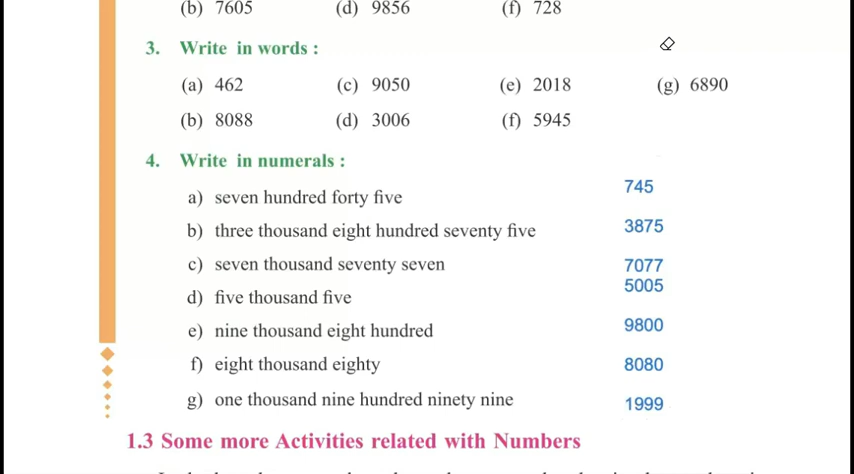 (b) 7605 (d) 9856 (f) 728
3. Write in words :
(a) 462 (c) 9050 (e) 2018 (g) 6890
(b) 8088 (d) 3006 (f) 5945
4. Write in numerals :
a) seven hundred forty five 745
b) three thousand eight hundred seventy five 3875
c) seven thousand seventy seven 7077
d) five thousand five 5005
e) nine thousand eight hundred 9800
f) eight thousand eighty 8080
g) one thousand nine hundred ninety nine 1999
1.3 Some more Activities related with Numbers